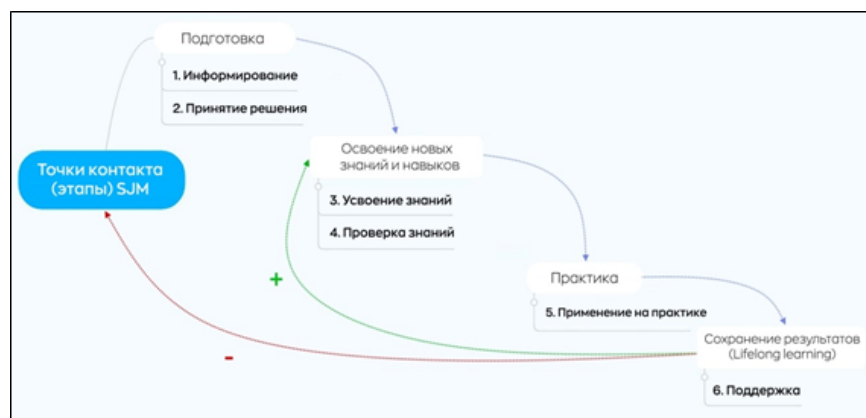 Подготовка
1. Информирование
2. Принятие решения
Точки контакта
(этапы) SJM
Освоение новых
знаний и навыков
3. Усвоение знаний
4. Проверка знаний
+
Практика
5. Применение на практике
Сохранение результатов
(Lifelong learning)
-
6. Поддержка